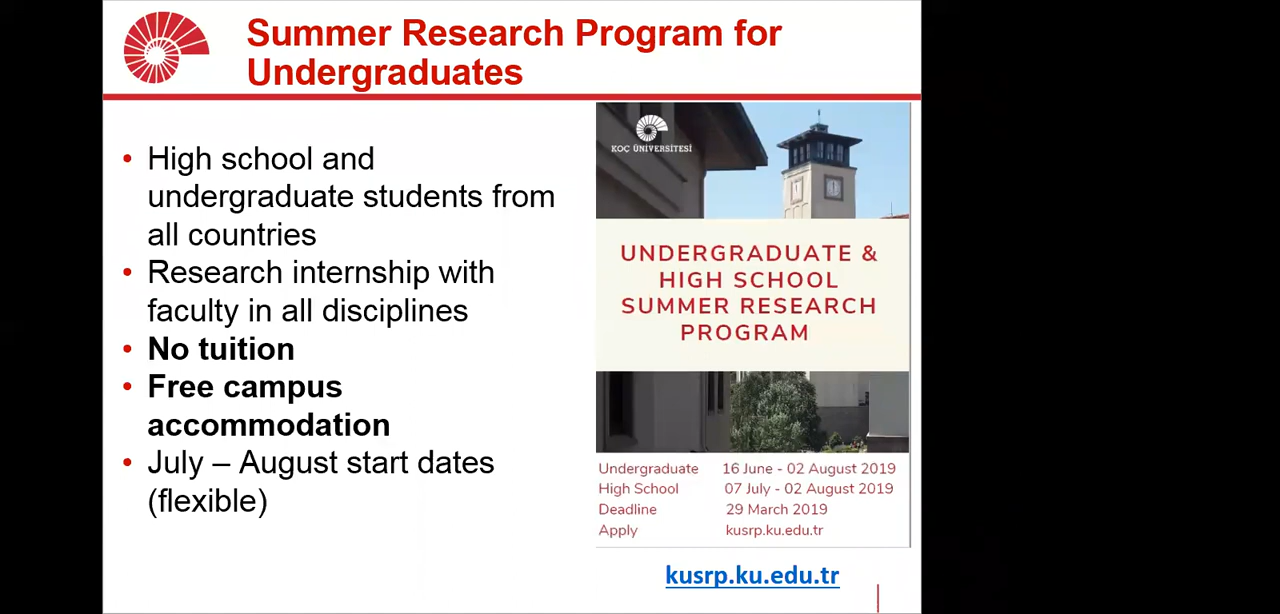 Summer Research Program for
Undergraduates
• High school and
undergraduate students from
all countries
• Research internship with
faculty in all disciplines
• No tuition
• Free campus
accommodation
• July – August start dates
(flexible)
KOÇ ÜNİVERSİTESİ
UNDERGRADUATE &
HIGH SCHOOL
SUMMER RESEARCH
PROGRAM
Undergraduate 16 June - 02 August 2019
High School 07 July - 02 August 2019
Deadline 29 March 2019
Apply kusrp.ku.edu.tr
kusrp.ku.edu.tr